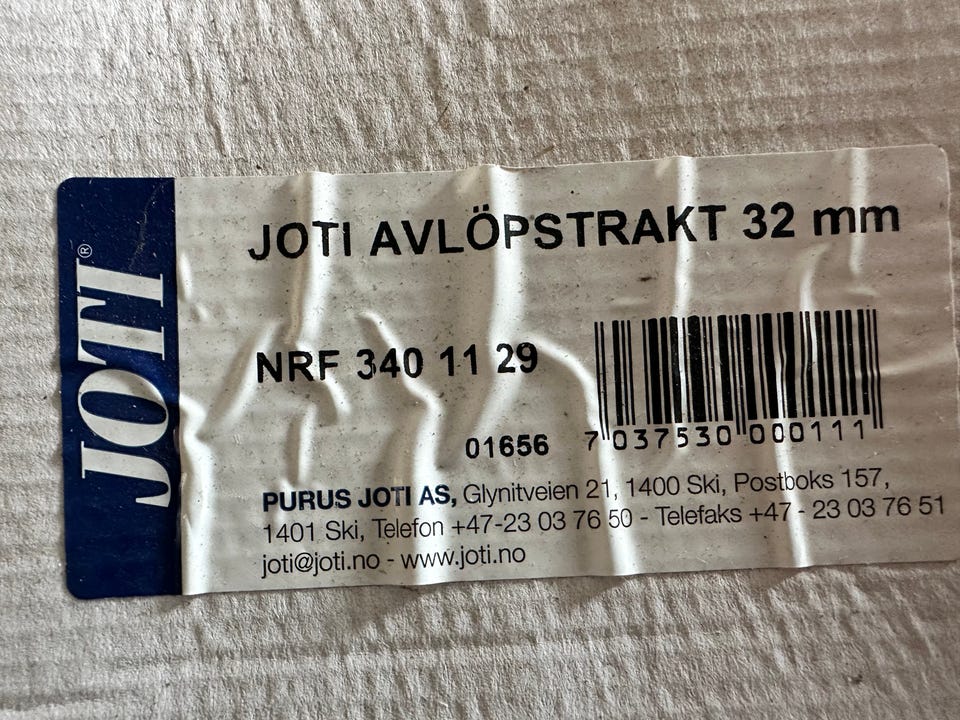 JOTI®
JOTI AVLÖPSTRAKT 32 mm
NRF 340 11 29
01656
7 037530 000111
PURUS JOTI AS, Glynitveien 21, 1400 Ski, Postboks 157,
1401 Ski, Telefon +47-23 03 76 50 - Telefaks +47 - 23 03 76 51
joti@joti.no - www.joti.no